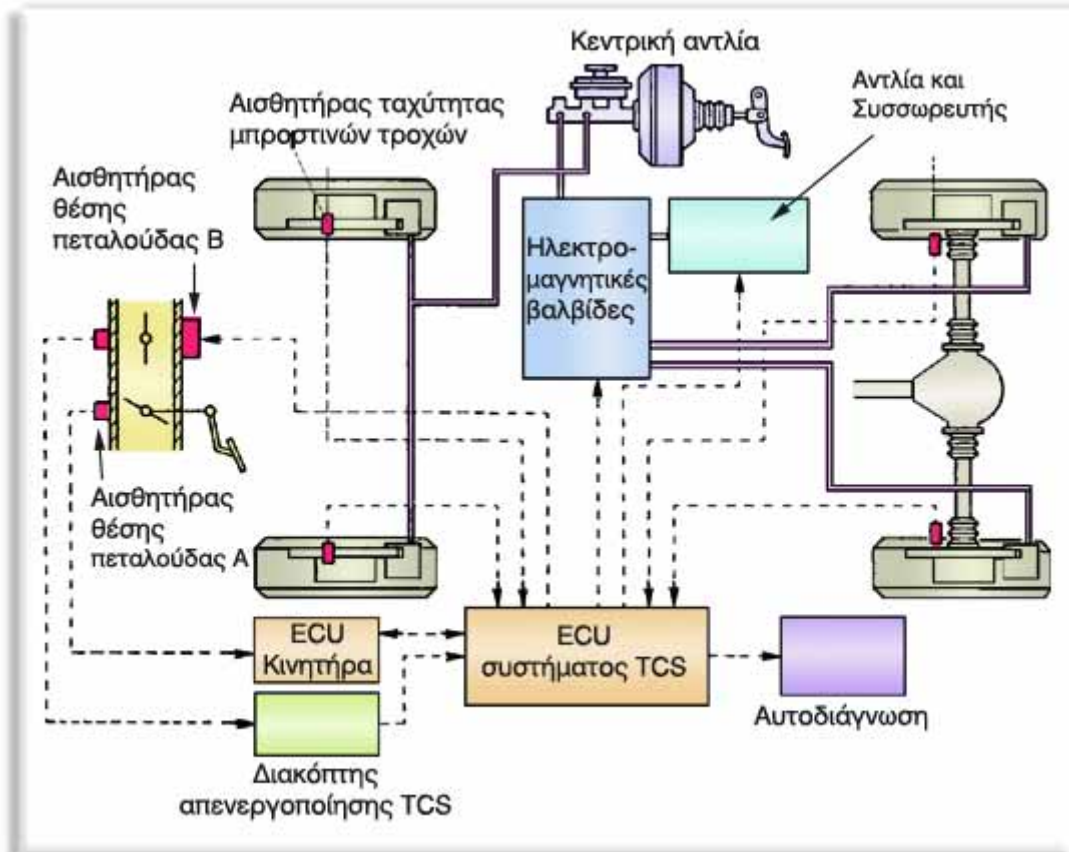 Κεντρική αντλία
Αισθητήρας ταχύτητας
μπροστινών τροχών
Αντλία και
Συσσωρευτής
Αισθητήρας
θέσης
πεταλούδας Β
Ηλεκτρο-
μαγνητικές
βαλβίδες
Αισθητήρας
θέσης
πεταλούδας Α
ECU
Κινητήρα
ECU
συστήματος TCS
Αυτοδιάγνωση
Διακόπτης
απενεργοποίησης TCS